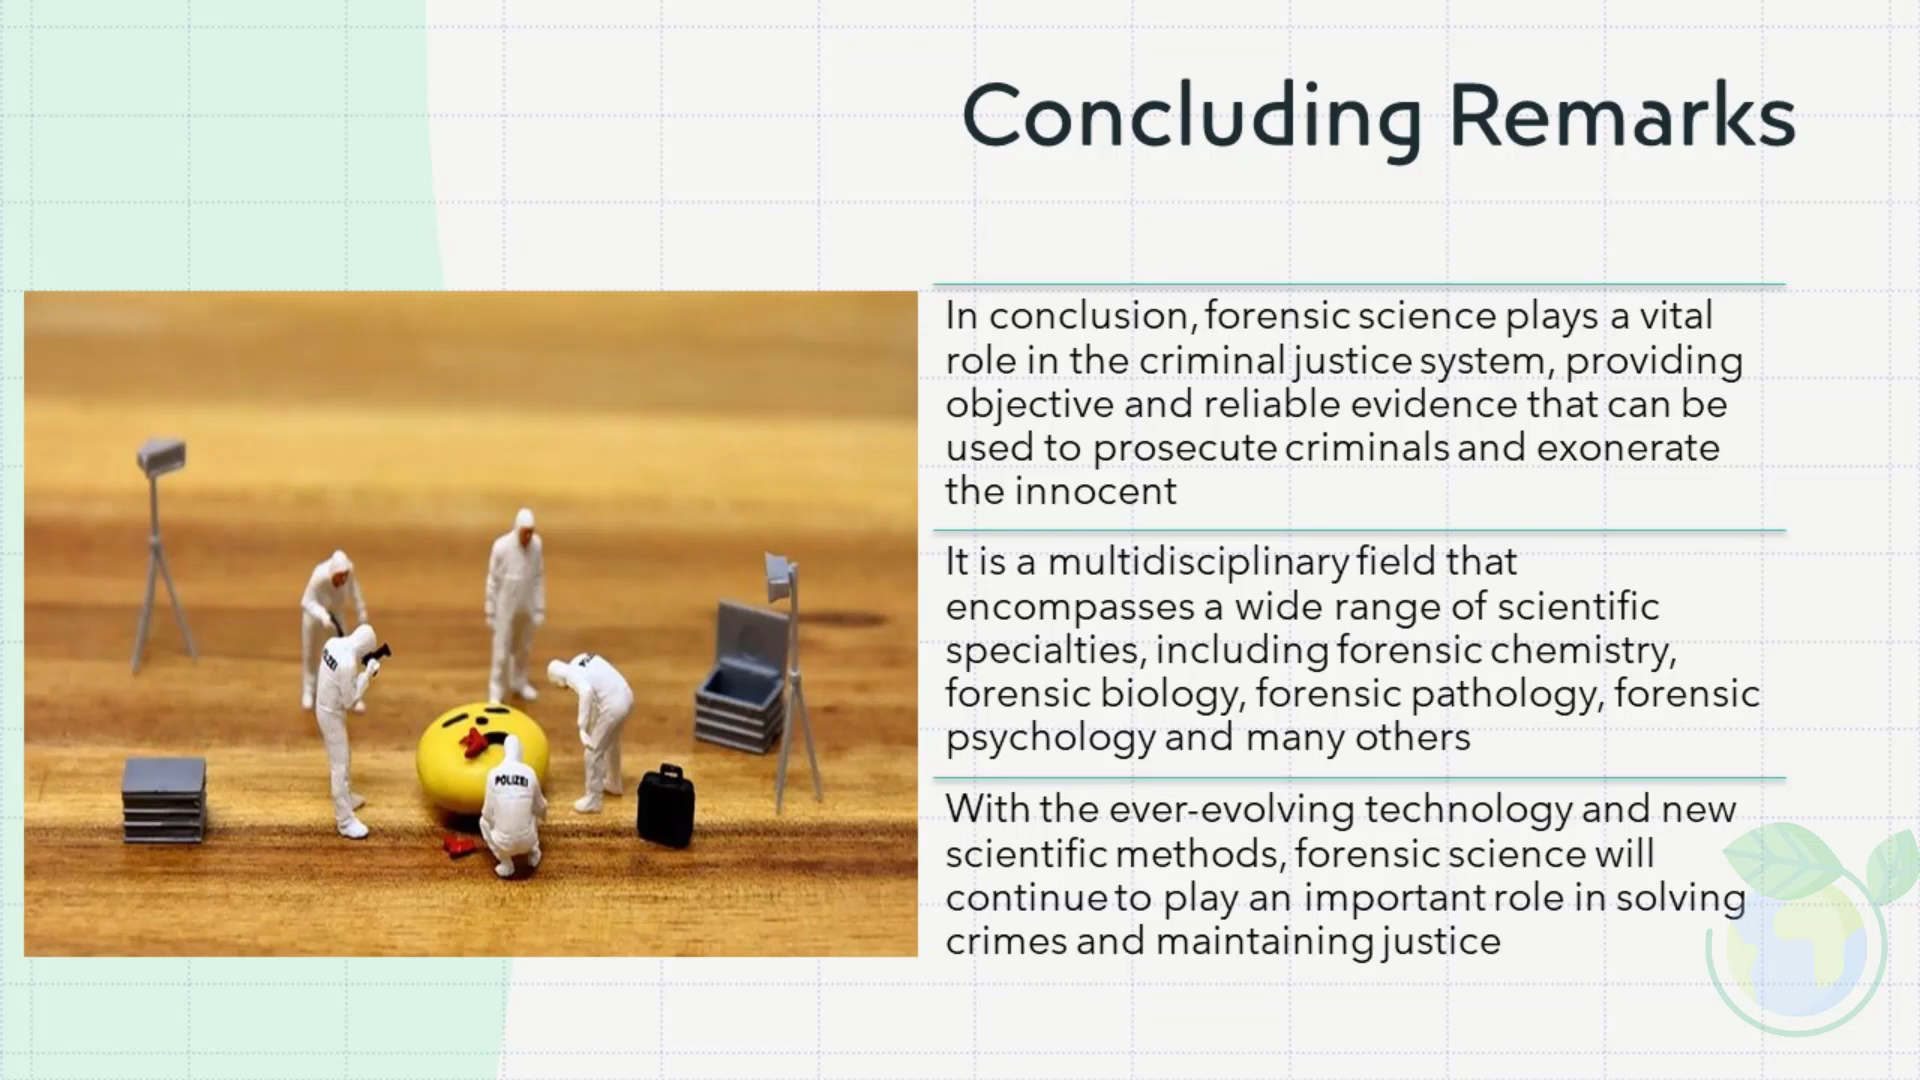 Concluding Remarks
In conclusion, forensic science plays a vital
role in the criminal justice system, providing
objective and reliable evidence that can be
used to prosecute criminals and exonerate
the innocent
It is a multidisciplinary field that
encompasses a wide range of scientific
specialties, including forensic chemistry,
forensic biology, forensic pathology, forensic
psychology and many others
With the ever-evolving technology and new
scientific methods, forensic science will
continue to play an important role in solving
crimes and maintaining justice
POLIZEI